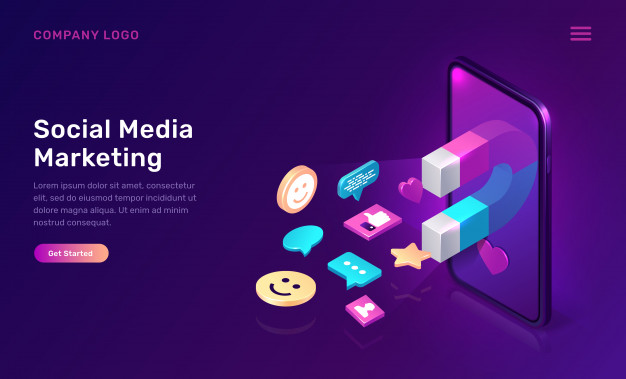 COMPANY LOGO
Social Media
Marketing
Lorem ipsum dolor sit amet, consectetur
elit, sed do eiusmod tempor incididunt ut
dolore magna aliqua. Ut enim ad minim
nostrud consequat.
Get Started